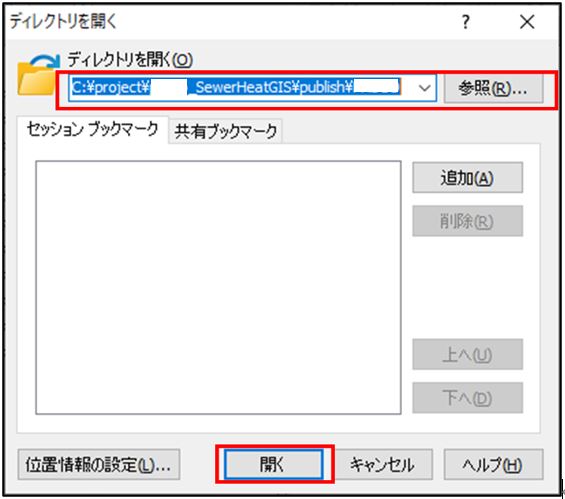 ディレクトリを開く ?
ディレクトリを開く(O)
C:¥project¥ _SewerHeatGIS¥publish¥ 参照(R)...
セッション ブックマーク 共有ブックマーク
追加(A)
削除(R)
上へ(U)
下へ(D)
位置情報の設定(L)... 開く キャンセル ヘルプ(H)